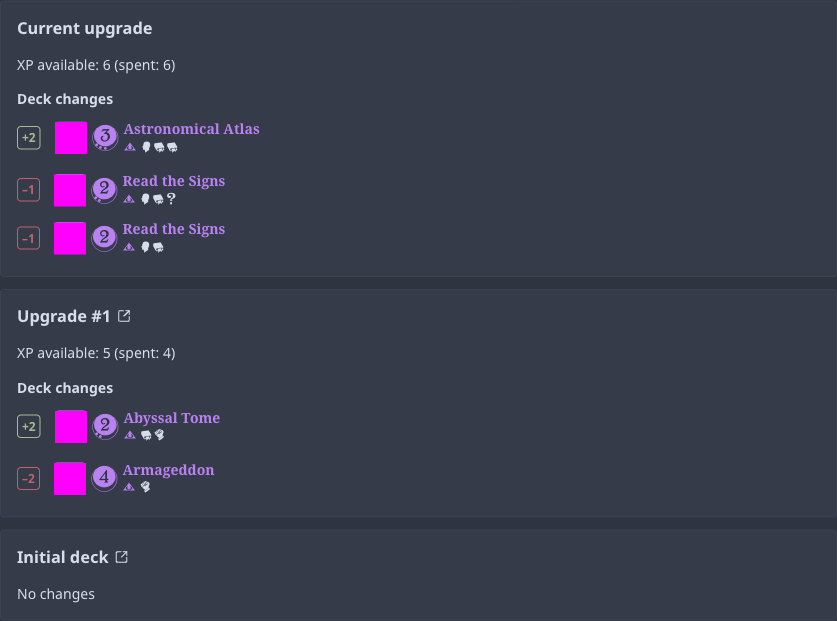 Current upgrade
XP available: 6 (spent: 6)
Deck changes
+2 3 Astronomical Atlas
−1 2 Read the Signs
?
−1 2 Read the Signs
Upgrade #1
XP available: 5 (spent: 4)
Deck changes
+2 2 Abyssal Tome
−2 4 Armageddon
Initial deck
No changes